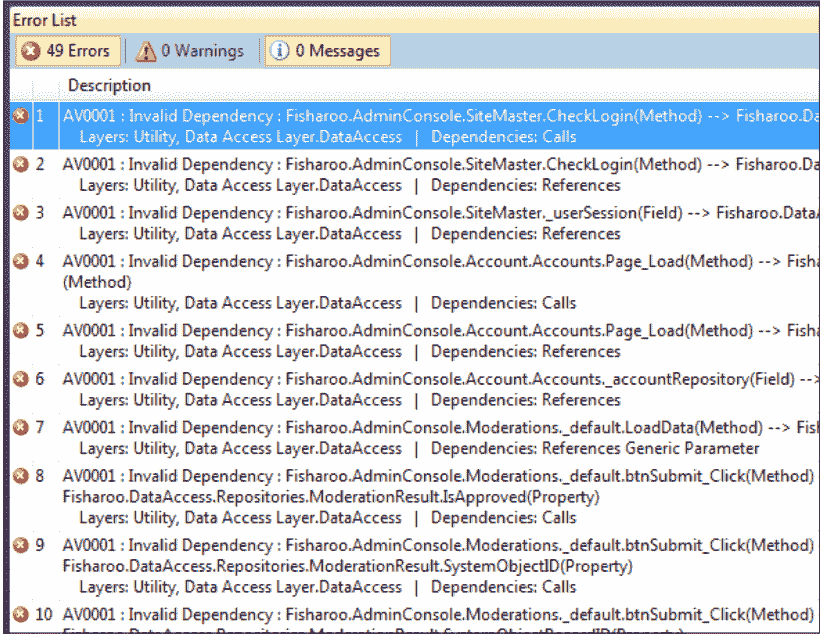 Error List
49 Errors 0 Warnings 0 Messages
Description
1 AV0001 : Invalid Dependency : Fisharoo.AdminConsole.SiteMaster.CheckLogin(Method) --> Fisharoo.Da
Layers: Utility, Data Access Layer.DataAccess | Dependencies: Calls
2 AV0001 : Invalid Dependency : Fisharoo.AdminConsole.SiteMaster.CheckLogin(Method) --> Fisharoo.Da
Layers: Utility, Data Access Layer.DataAccess | Dependencies: References
3 AV0001 : Invalid Dependency : Fisharoo.AdminConsole.SiteMaster._userSession(Field) --> Fisharoo.Data
Layers: Utility, Data Access Layer.DataAccess | Dependencies: References
4 AV0001 : Invalid Dependency : Fisharoo.AdminConsole.Account.Accounts.Page_Load(Method) --> Fisha
(Method)
Layers: Utility, Data Access Layer.DataAccess | Dependencies: Calls
5 AV0001 : Invalid Dependency : Fisharoo.AdminConsole.Account.Accounts.Page_Load(Method) --> Fisha
Layers: Utility, Data Access Layer.DataAccess | Dependencies: References
6 AV0001 : Invalid Dependency : Fisharoo.AdminConsole.Account.Accounts._accountRepository(Field) -->
Layers: Utility, Data Access Layer.DataAccess | Dependencies: References
7 AV0001 : Invalid Dependency : Fisharoo.AdminConsole.Moderations._default.LoadData(Method) --> Fish
Layers: Utility, Data Access Layer.DataAccess | Dependencies: References Generic Parameter
8 AV0001 : Invalid Dependency : Fisharoo.AdminConsole.Moderations._default.btnSubmit_Click(Method)
Fisharoo.DataAccess.Repositories.ModerationResult.IsApproved(Property)
Layers: Utility, Data Access Layer.DataAccess | Dependencies: Calls
9 AV0001 : Invalid Dependency : Fisharoo.AdminConsole.Moderations._default.btnSubmit_Click(Method)
Fisharoo.DataAccess.Repositories.ModerationResult.SystemObjectID(Property)
Layers: Utility, Data Access Layer.DataAccess | Dependencies: Calls
10 AV0001 : Invalid Dependency : Fisharoo.AdminConsole.Moderations._default.btnSubmit_Click(Method)